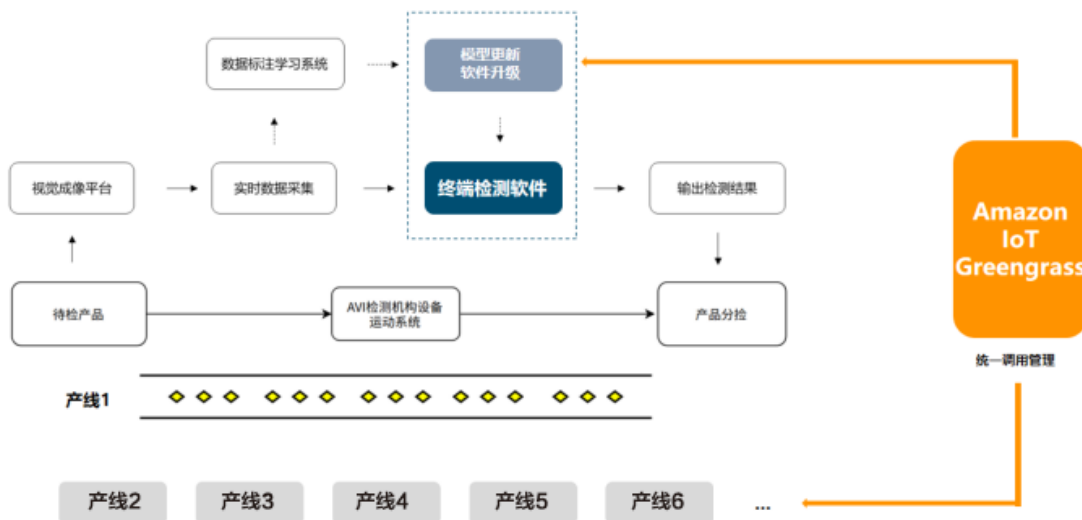 数据标注学习系统
模型更新
软件升级
视觉成像平台
实时数据采集
终端检测软件
输出检测结果
Amazon
IoT
Greengrass
待检产品
AVI检测机构设备
运动系统
产品分捡
统一调用管理
产线1
产线2
产线3
产线4
产线5
产线6
...